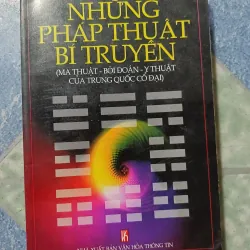 NHỮNG
PHÁP THUẬT
BÍ TRUYỀN
(MA THUẬT - BÓI ĐOÁN - Y THUẬT
CỦA TRUNG QUỐC CỔ ĐẠI)
NHÀ XUẤT BẢN VĂN HÓA THÔNG TIN